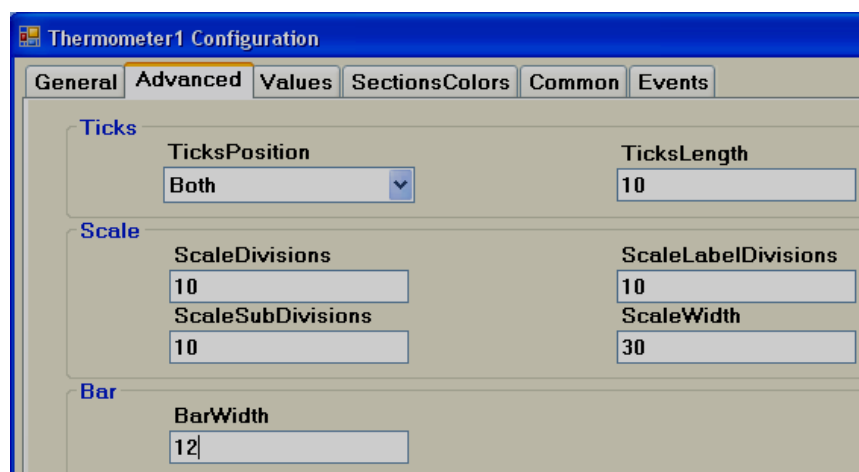 Thermometer1 Configuration
General Advanced Values SectionsColors Common Events
Ticks
TicksPosition TicksLength
Both 10
Scale
ScaleDivisions ScaleLabelDivisions
10 10
ScaleSubDivisions ScaleWidth
10 30
Bar
BarWidth
12